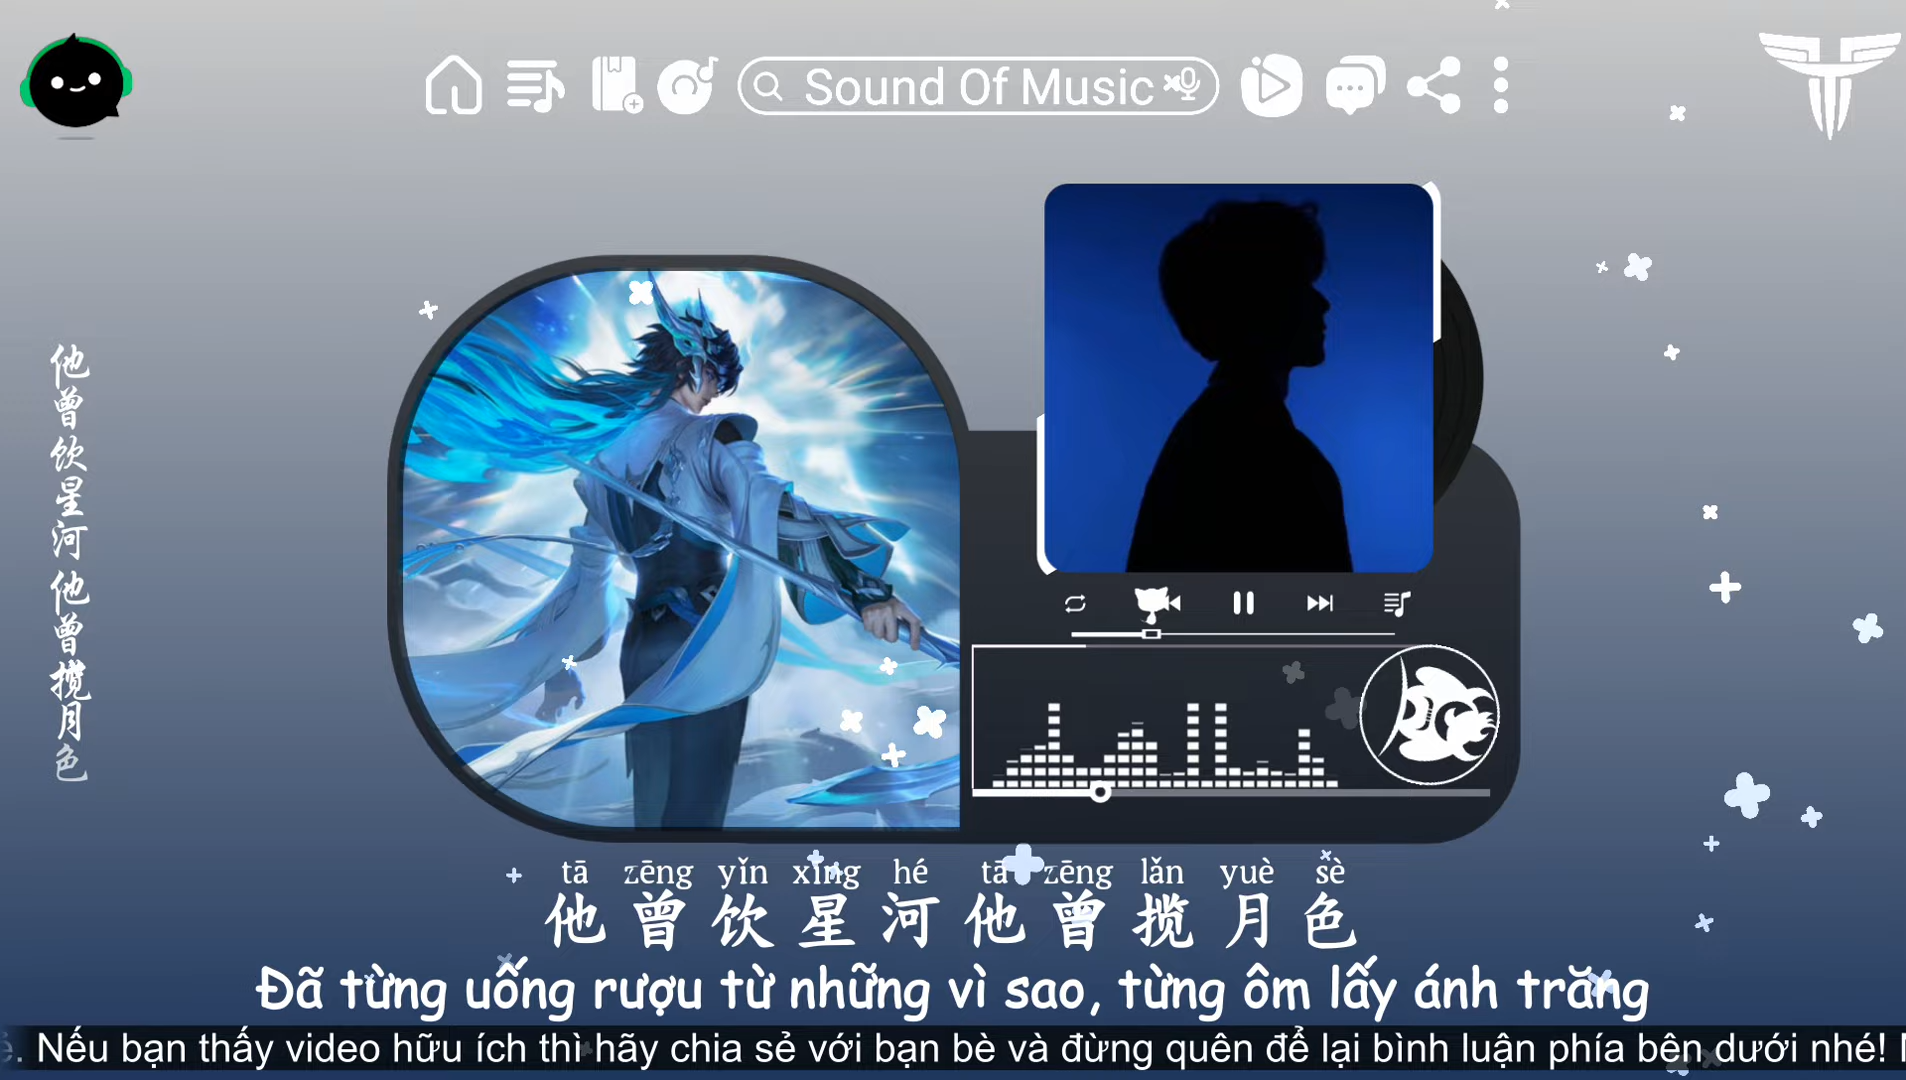 Sound Of Music
他曾饮星河他曾揽月色
tā zēng yǐn xīng hé tā zēng lǎn yuè sè
他曾饮星河他曾揽月色
Đã từng uống rượu từ những vì sao, từng ôm lấy ánh trăng
. Nếu bạn thấy video hữu ích thì hãy chia sẻ với bạn bè và đừng quên để lại bình luận phía bên dưới nhé!